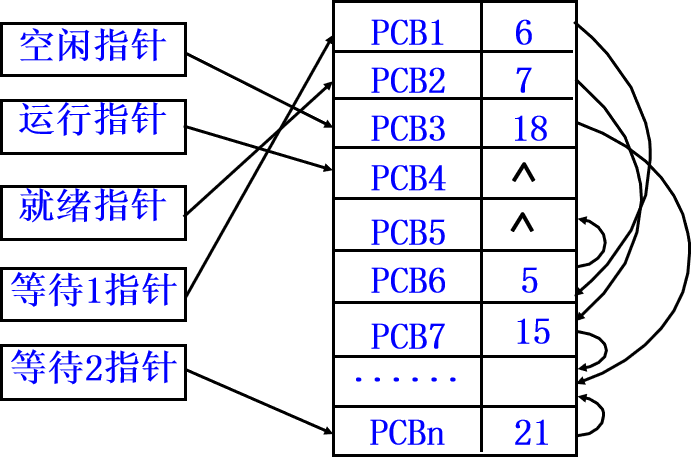 空闲指针
运行指针
就绪指针
等待1指针
等待2指针
PCB1 6
PCB2 7
PCB3 18
PCB4 ∧
PCB5 ∧
PCB6 5
PCB7 15
······
PCBn 21